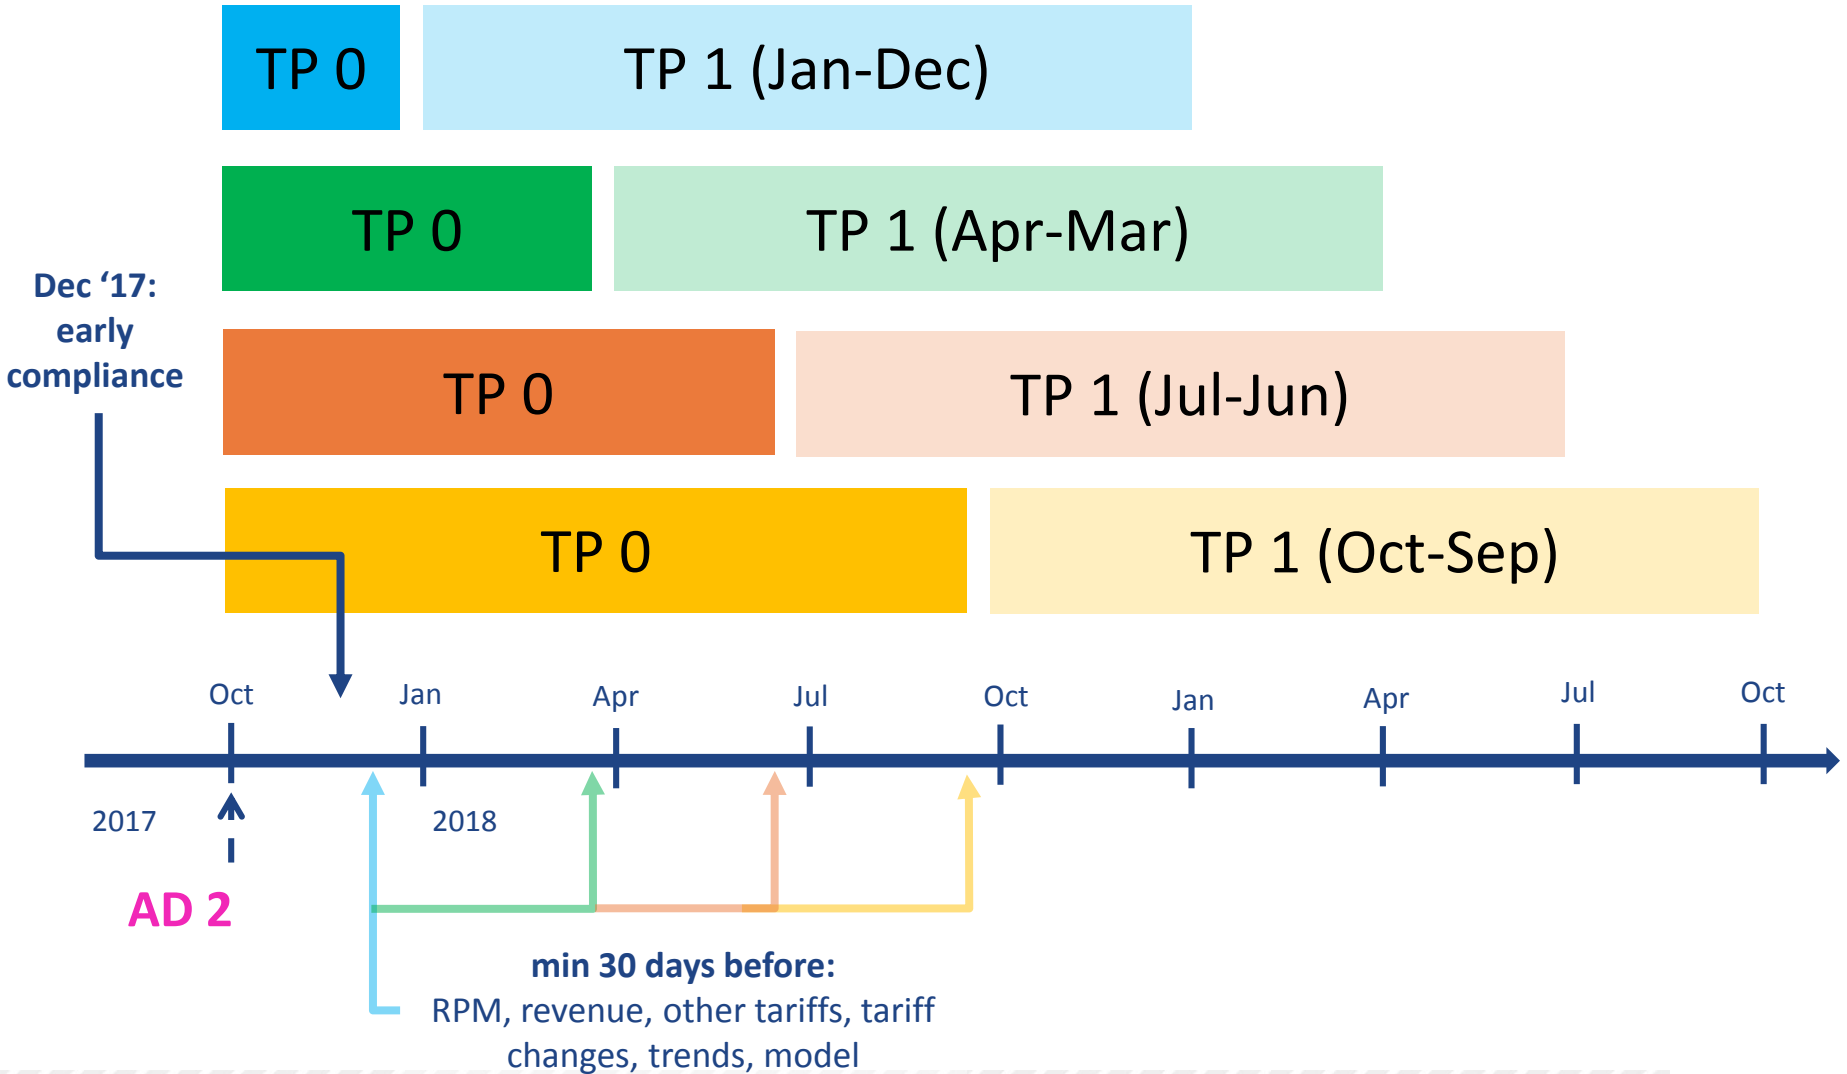 TP 0
TP 1 (Jan-Dec)
TP 0
TP 1 (Apr-Mar)
Dec ‘17:
early
compliance
TP 0
TP 1 (Jul-Jun)
TP 0
TP 1 (Oct-Sep)
Oct
Jan
Apr
Jul
Oct
Jan
Apr
Jul
Oct
2017
2018
AD 2
min 30 days before:
RPM, revenue, other tariffs, tariff
changes, trends, model